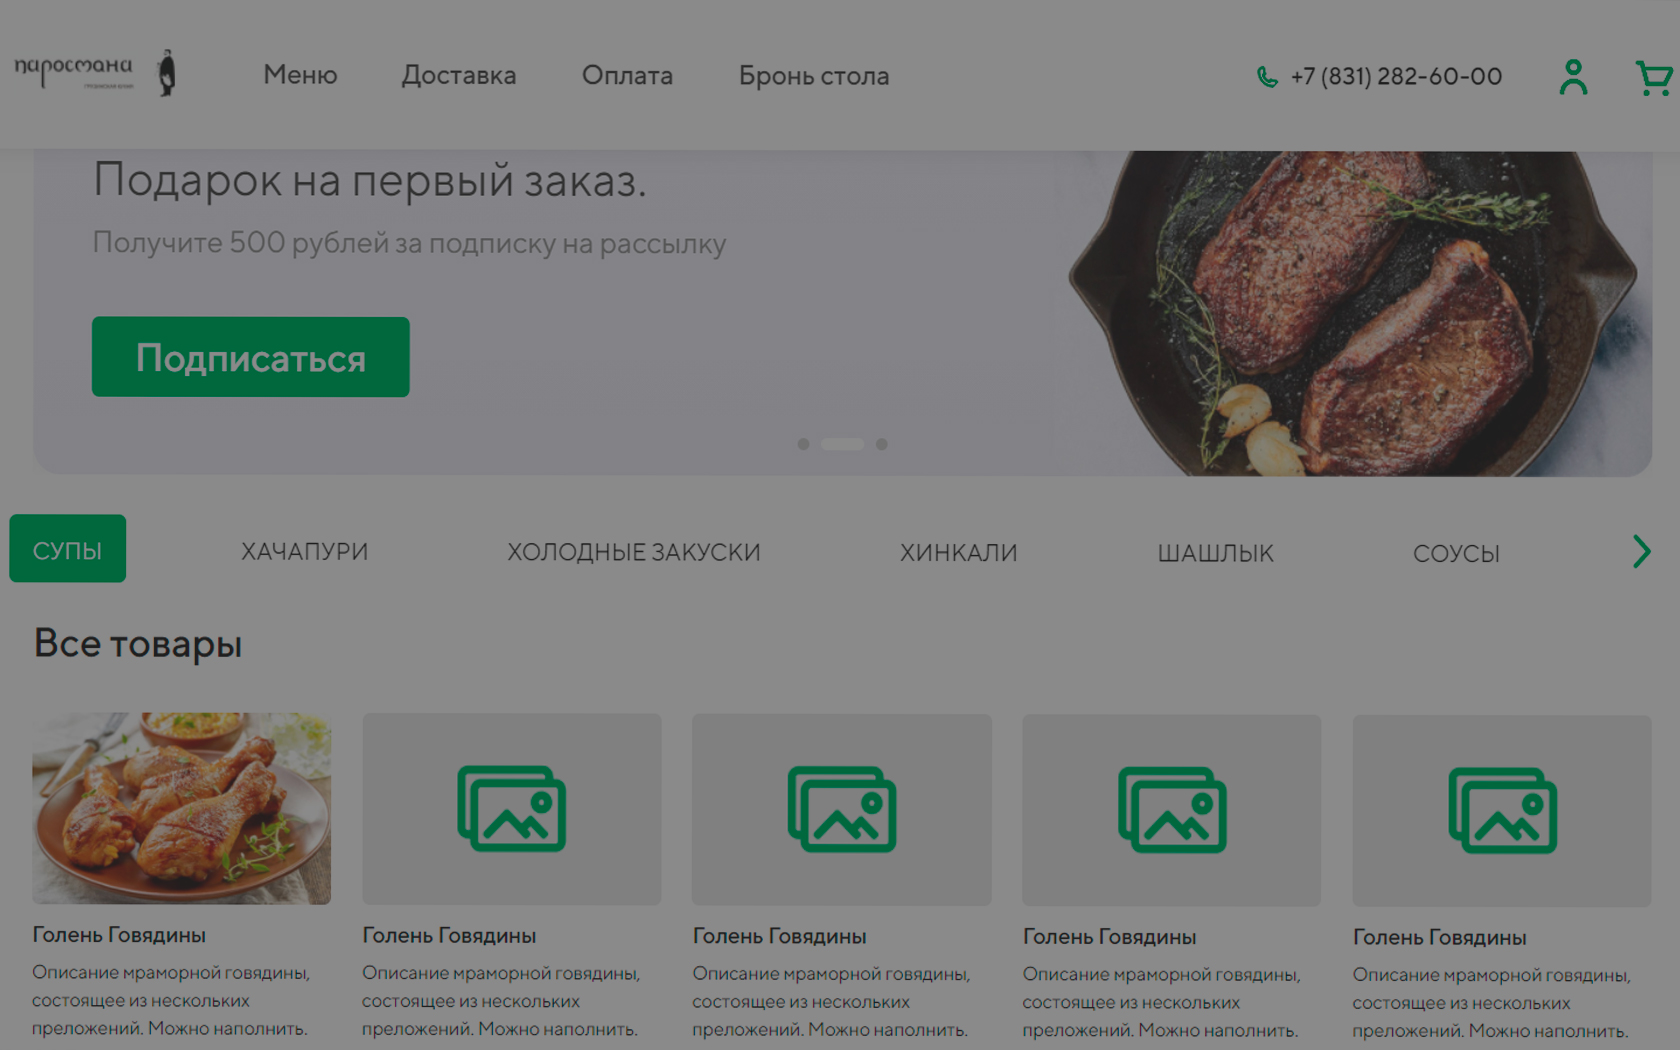 паросмана
Меню
Доставка
Оплата
Бронь стола
+7 (831) 282-60-00
Подарок на первый заказ.
Получите 500 рублей за подписку на рассылку
Подписаться
СУПЫ
ХАЧАПУРИ
ХОЛОДНЫЕ ЗАКУСКИ
ХИНКАЛИ
ШАШЛЫК
СОУСЫ
Все товары
Голень Говядины
Описание мраморной говядины,
состоящее из нескольких
преложений. Можно наполнить.
Голень Говядины
Описание мраморной говядины,
состоящее из нескольких
преложений. Можно наполнить.
Голень Говядины
Описание мраморной говядины,
состоящее из нескольких
преложений. Можно наполнить.
Голень Говядины
Описание мраморной говядины,
состоящее из нескольких
преложений. Можно наполнить.
Голень Говядины
Описание мраморной говядины,
состоящее из нескольких
преложений. Можно наполнить.